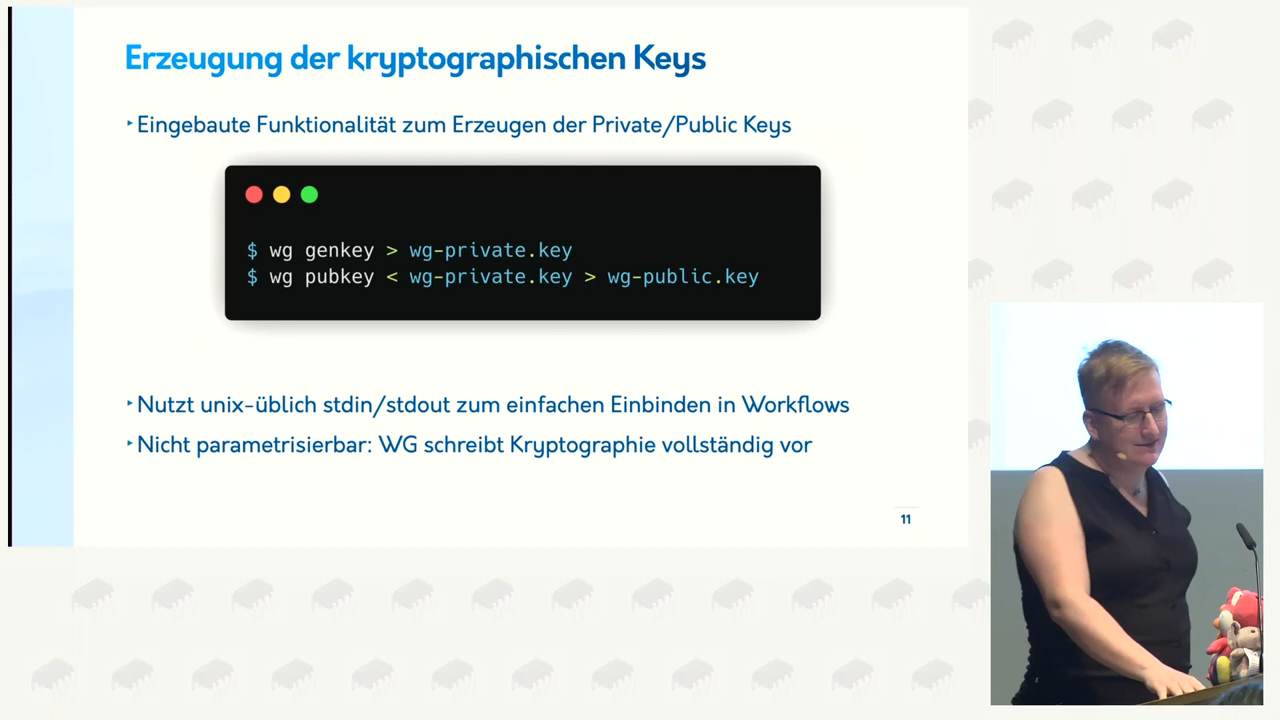 Erzeugung der kryptographischen Keys
‣ Eingebaute Funktionalität zum Erzeugen der Private/Public Keys
$ wg genkey > wg-private.key
$ wg pubkey < wg-private.key > wg-public.key
‣ Nutzt unix-üblich stdin/stdout zum einfachen Einbinden in Workflows
‣ Nicht parametrisierbar: WG schreibt Kryptographie vollständig vor
11